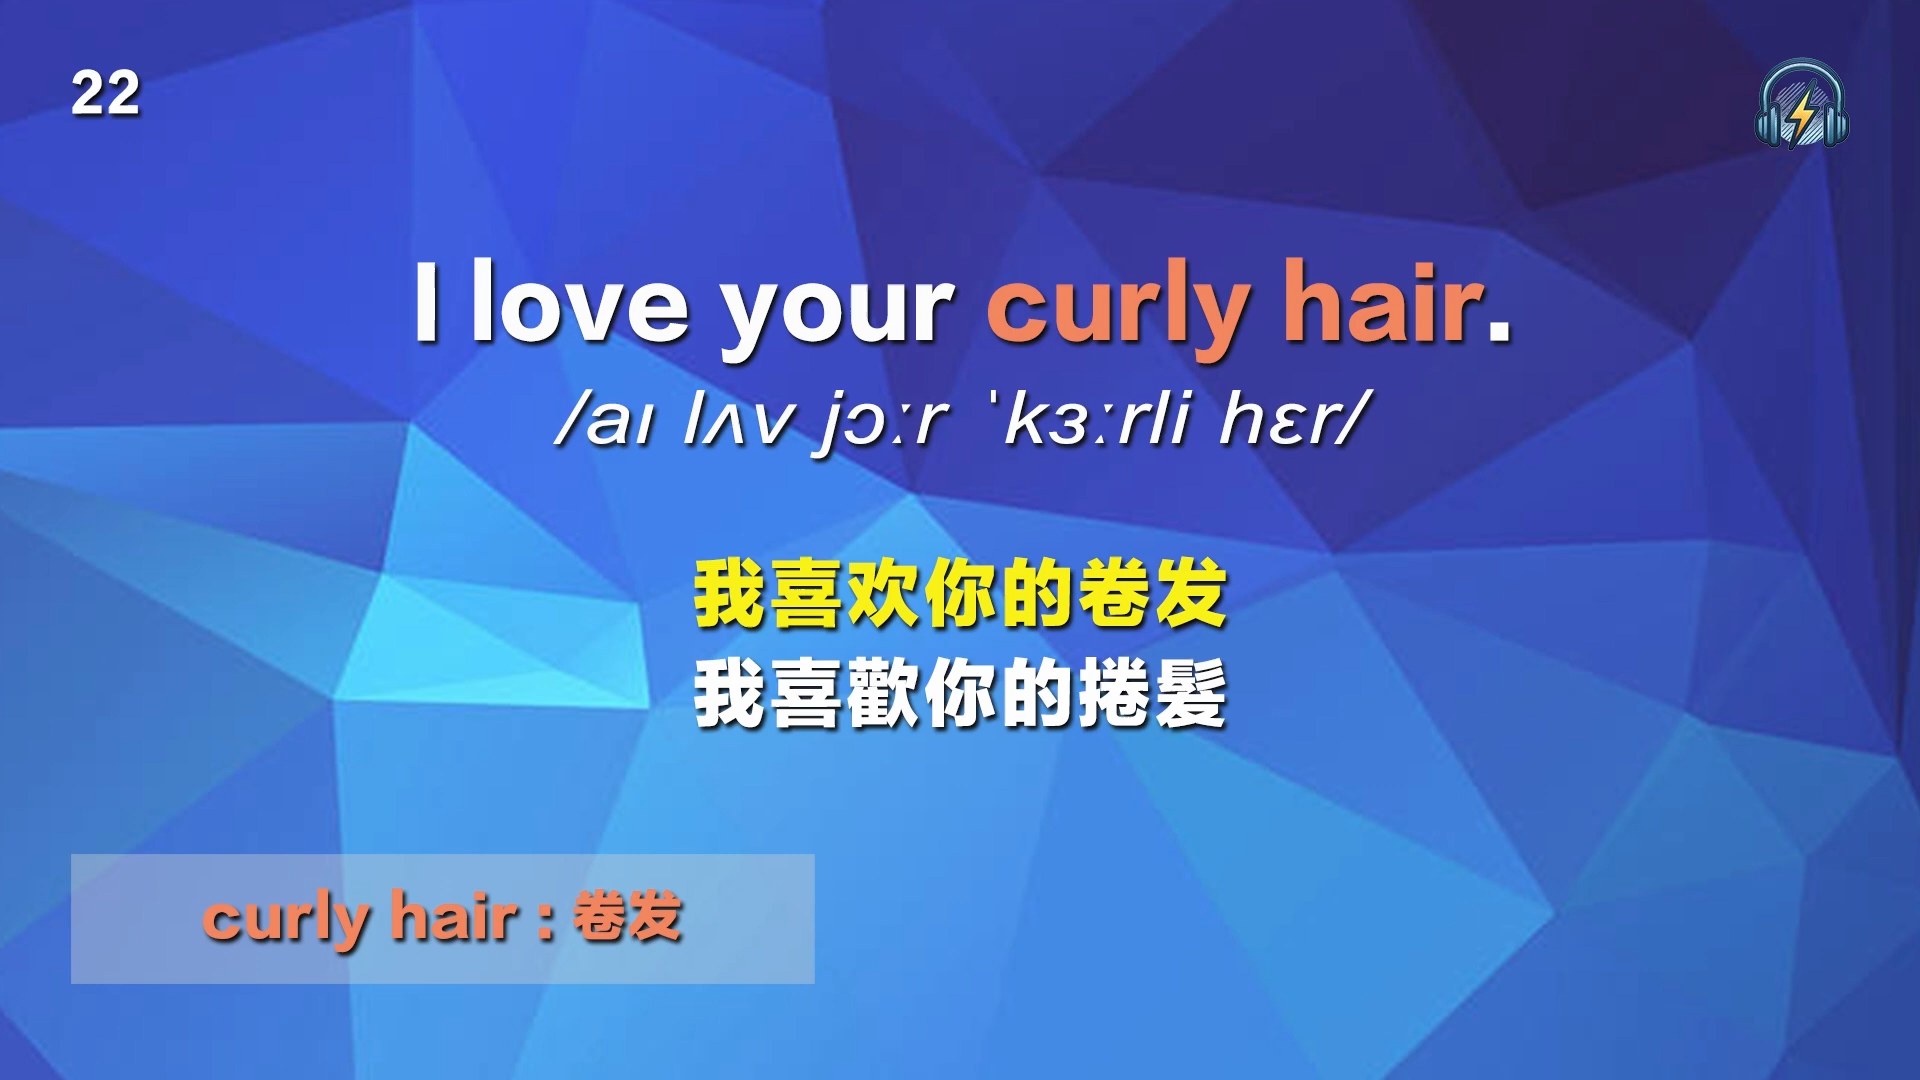 22
I love your curly hair.
/aɪ lʌv jɔːr ˈkɜːrli hɛr/
我喜欢你的卷发
我喜歡你的捲髮
curly hair : 卷发